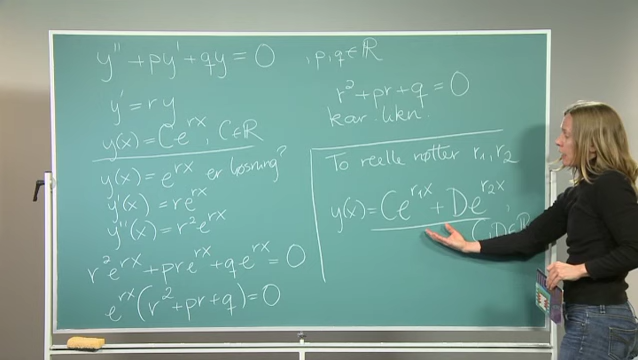 y'' + py' + qy = 0 , p,q ∈ ℝ
y' = ry
y(x) = Ce^{rx}, C∈ℝ
y(x) = e^{rx} er løsning?
y'(x) = re^{rx}
y''(x) = r²e^{rx}
r²e^{rx} + pre^{rx} + qe^{rx} = 0
e^{rx}(r² + pr + q) = 0
r² + pr + q = 0
kar. likn.
To reelle røtter r₁, r₂
y(x) = Ce^{r₁x} + De^{r₂x} ,
C,D∈ℝ